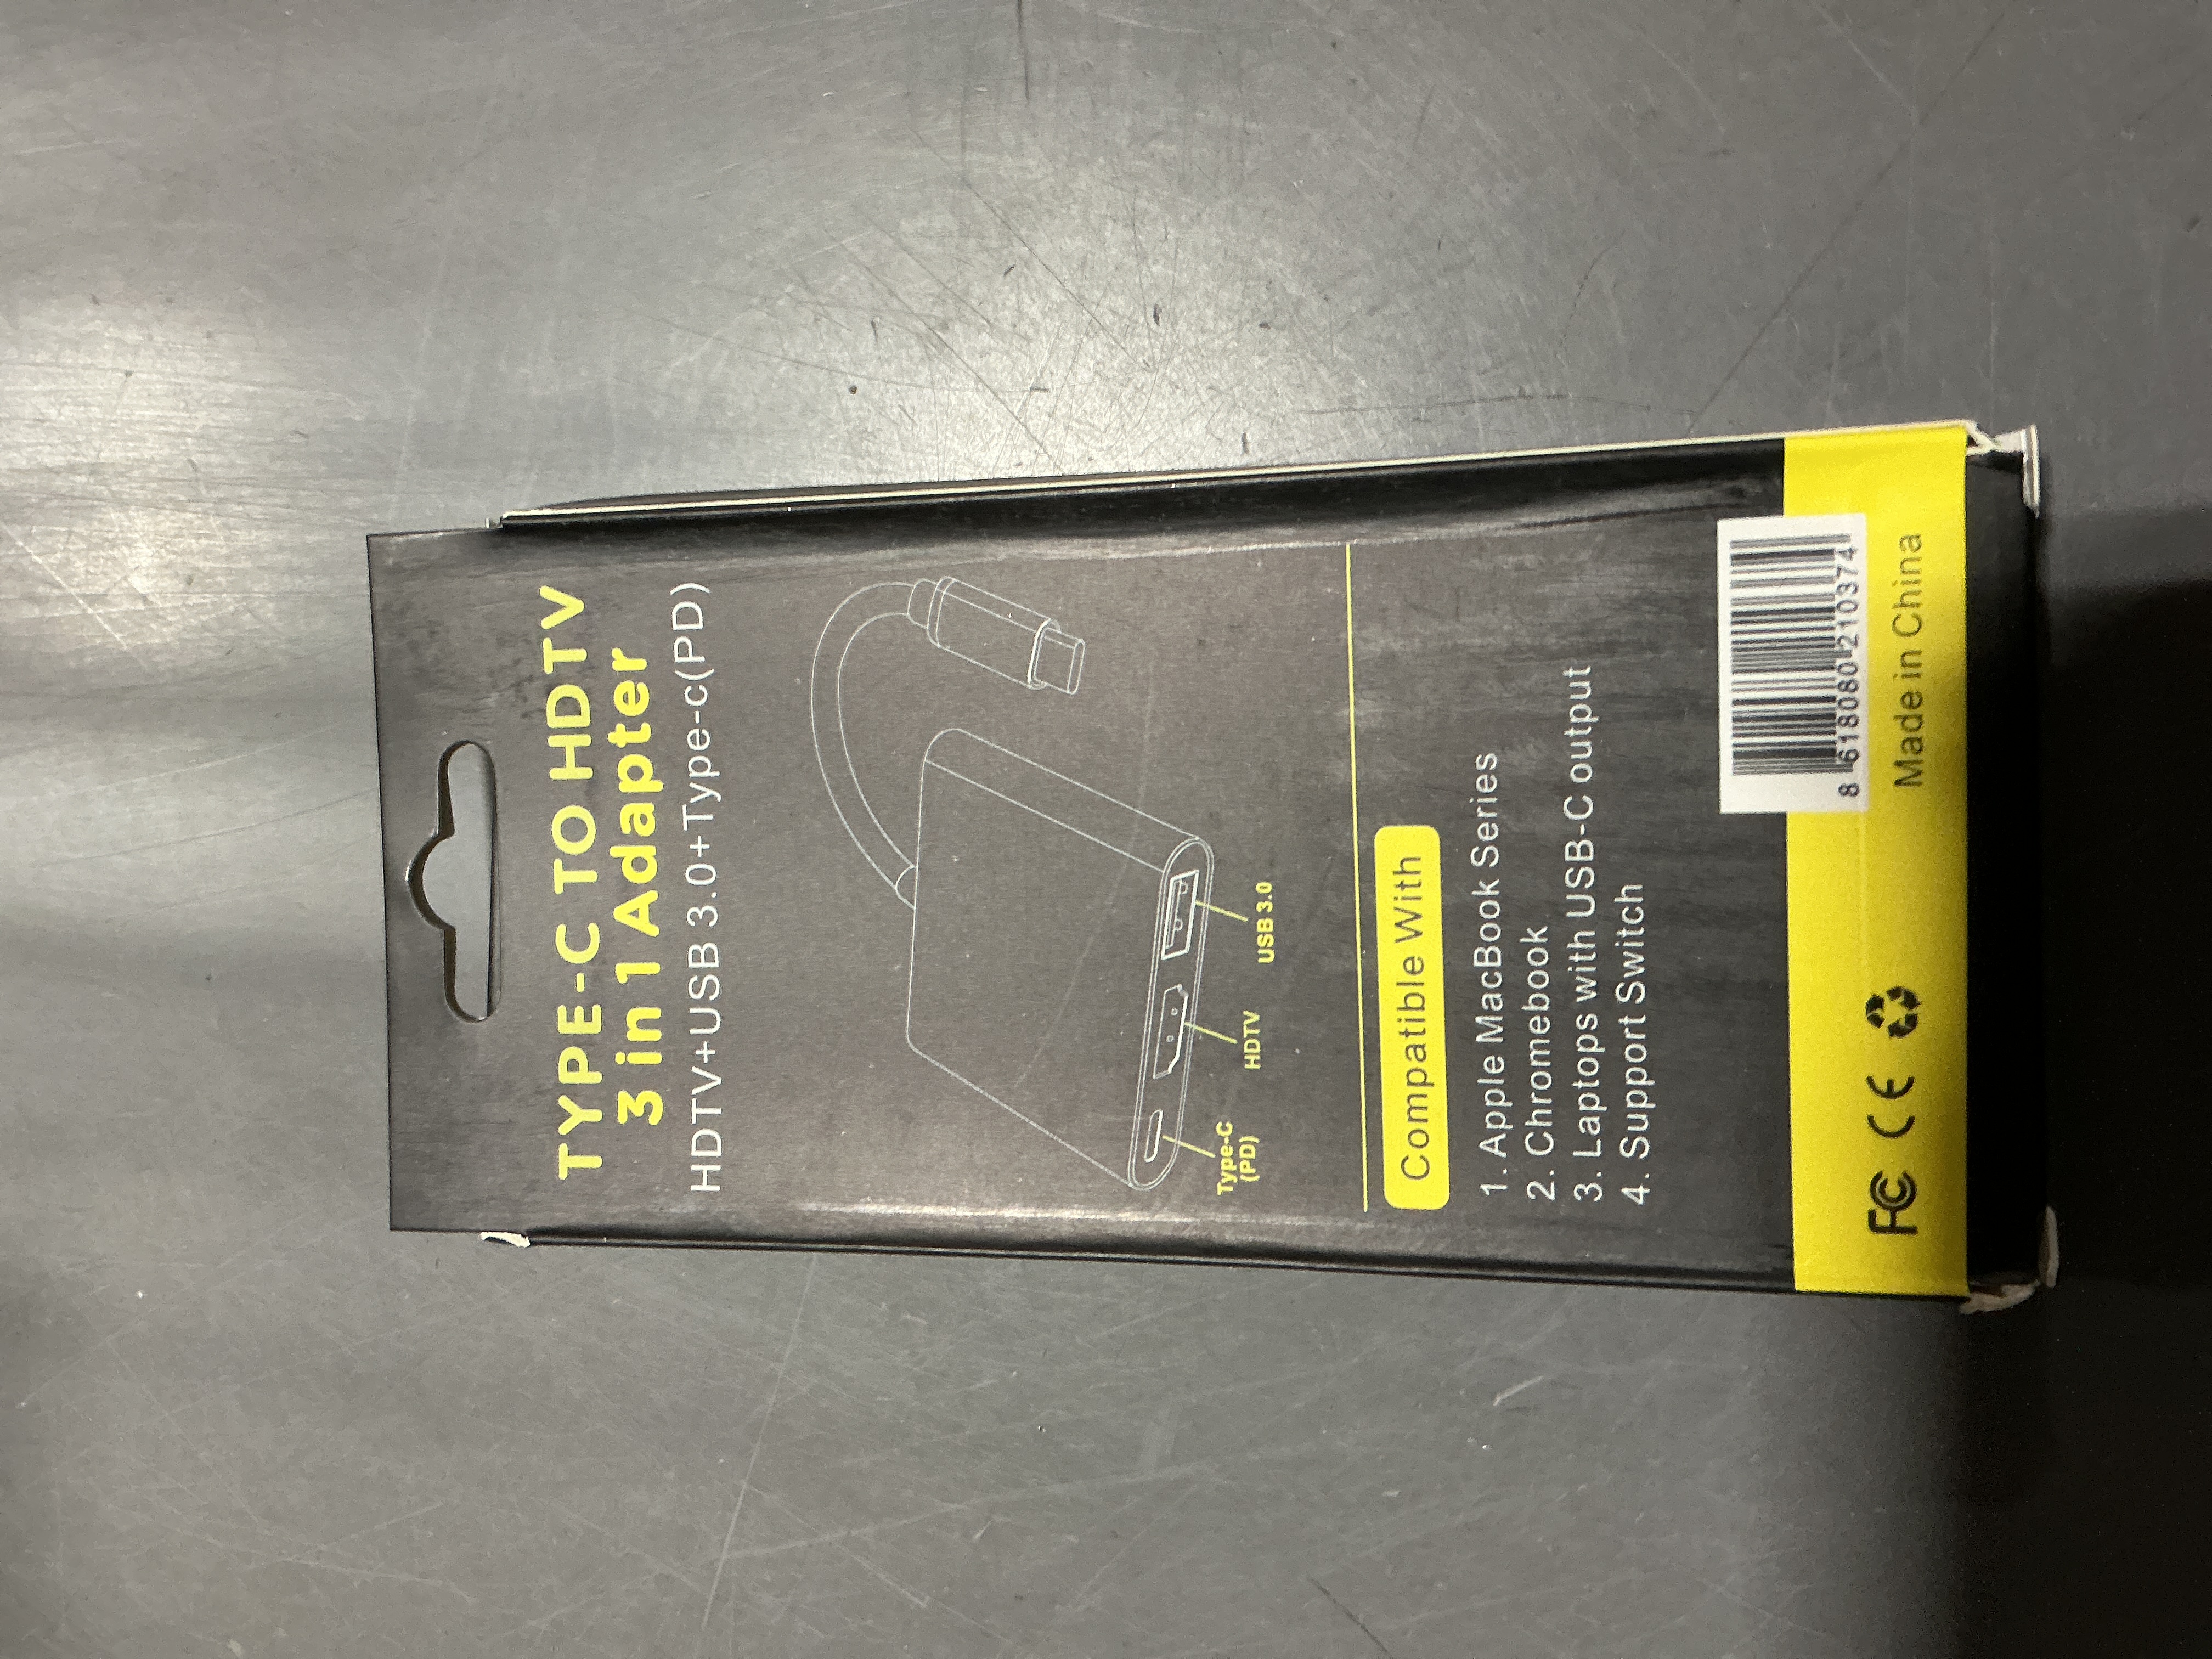 TYPE-C TO HDTV
3 in 1 Adapter
HDTV+USB 3.0+Type-c(PD)
Type-C
(PD)
HDTV
USB 3.0
Compatible With
1. Apple MacBook Series
2. Chromebook
3. Laptops with USB-C output
4. Support Switch
8 618080 210374
FC CE
Made in China